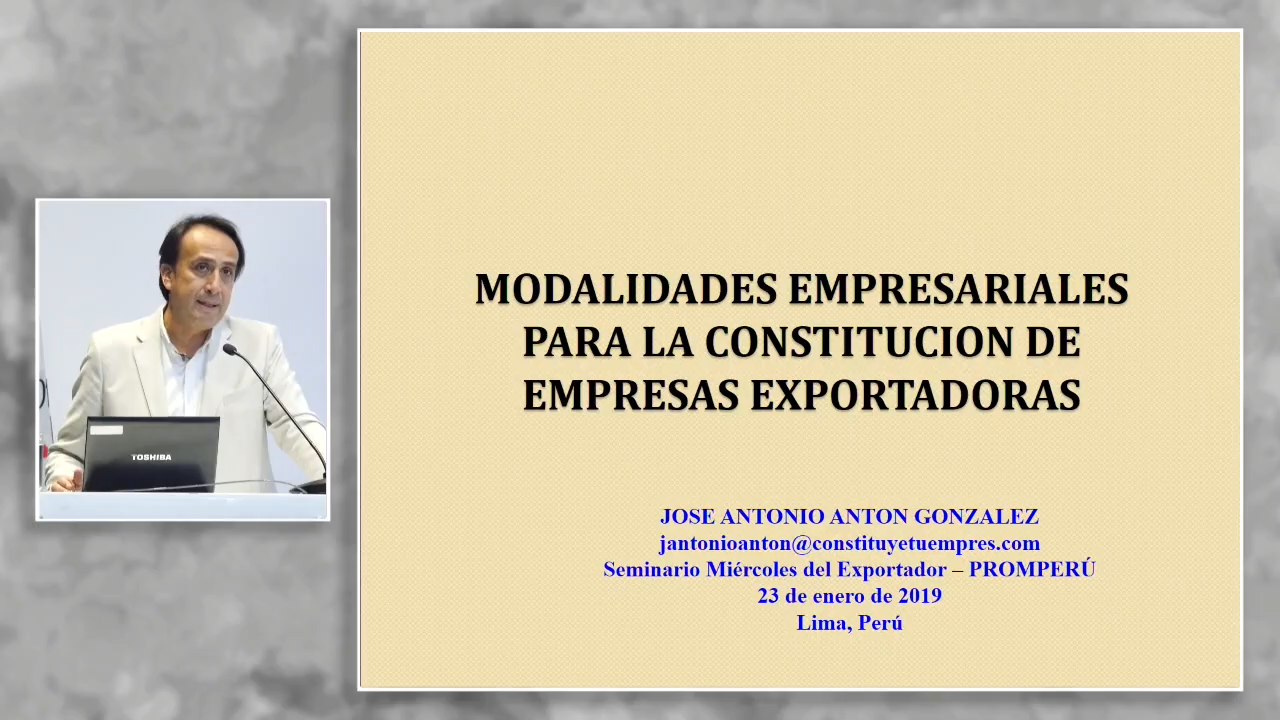 TOSHIBA
MODALIDADES EMPRESARIALES
PARA LA CONSTITUCION DE
EMPRESAS EXPORTADORAS
JOSE ANTONIO ANTON GONZALEZ
jantonioanton@constituyetuempres.com
Seminario Miércoles del Exportador – PROMPERÚ
23 de enero de 2019
Lima, Perú